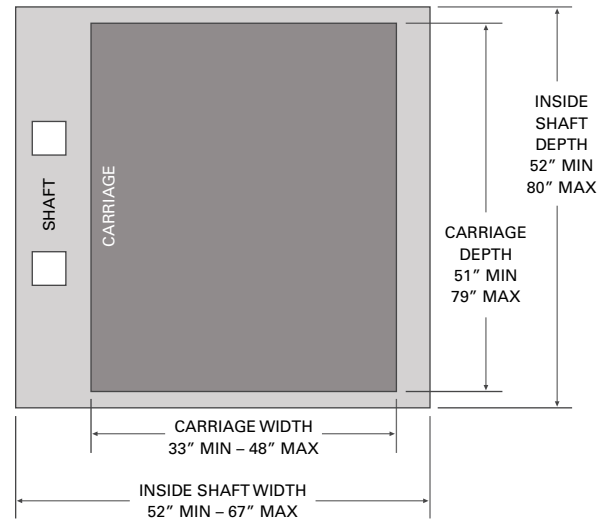 SHAFT
CARRIAGE
INSIDE
SHAFT
DEPTH
52" MIN
80" MAX
CARRIAGE
DEPTH
51" MIN
79" MAX
CARRIAGE WIDTH
33" MIN – 48" MAX
INSIDE SHAFT WIDTH
52" MIN – 67" MAX